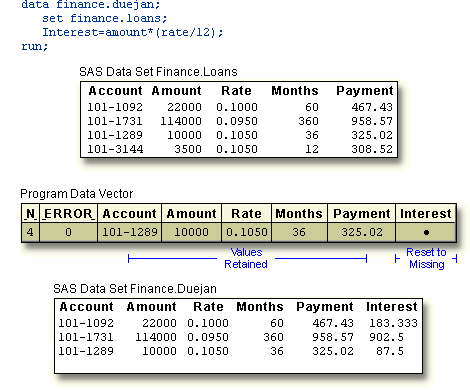 data finance.duejan;
set finance.loans;
Interest=amount*(rate/12);
run;
SAS Data Set Finance.Loans
Account Amount Rate Months Payment
101-1092 22000 0.1000 60 467.43
101-1731 114000 0.0950 360 958.57
101-1289 10000 0.1050 36 325.02
101-3144 3500 0.1050 12 308.52
Program Data Vector
_N_ _ERROR_ Account Amount Rate Months Payment Interest
4 0 101-1289 10000 0.1050 36 325.02 •
Values Retained
Reset to Missing
SAS Data Set Finance.Duejan
Account Amount Rate Months Payment Interest
101-1092 22000 0.1000 60 467.43 183.333
101-1731 114000 0.0950 360 958.57 902.5
101-1289 10000 0.1050 36 325.02 87.5